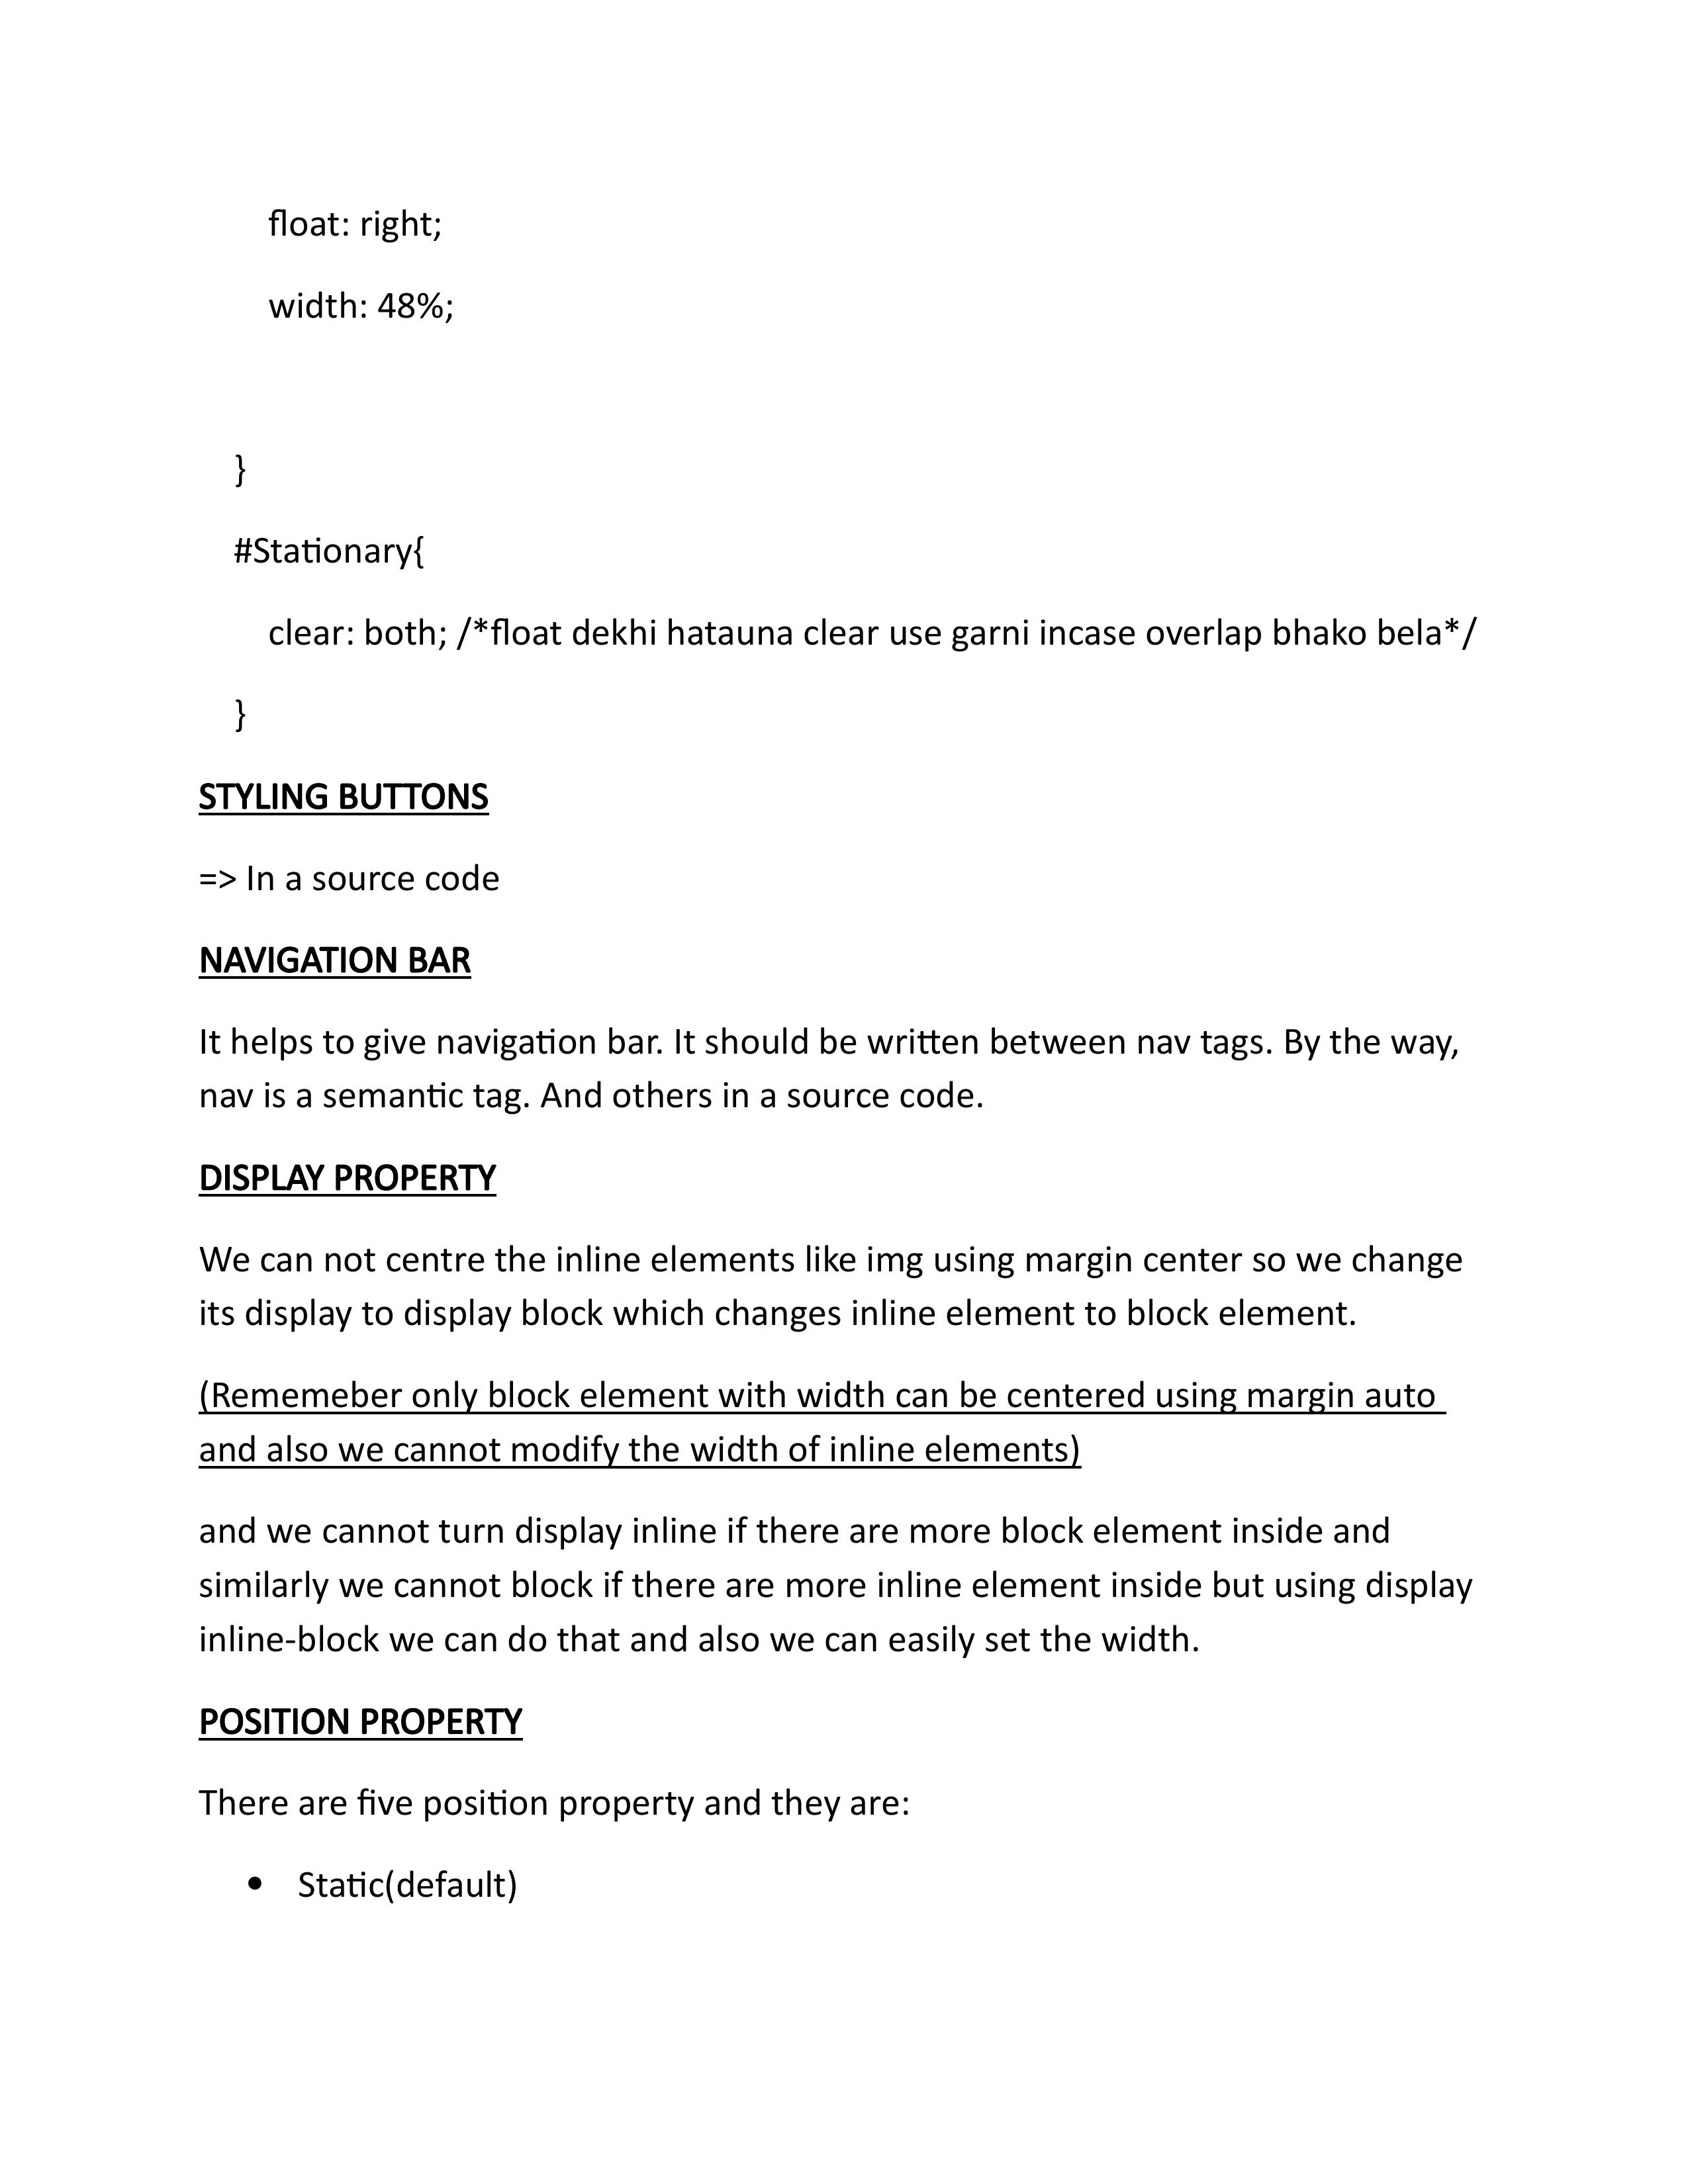 float: right;
width: 48%;
}
#Stationary{
clear: both; /*float dekhi hatauna clear use garni incase overlap bhako bela*/
}
STYLING BUTTONS
=> In a source code
NAVIGATION BAR
It helps to give navigation bar. It should be written between nav tags. By the way,
nav is a semantic tag. And others in a source code.
DISPLAY PROPERTY
We can not centre the inline elements like img using margin center so we change
its display to display block which changes inline element to block element.
(Rememeber only block element with width can be centered using margin auto
and also we cannot modify the width of inline elements)
and we cannot turn display inline if there are more block element inside and
similarly we cannot block if there are more inline element inside but using display
inline-block we can do that and also we can easily set the width.
POSITION PROPERTY
There are five position property and they are:
• Static(default)